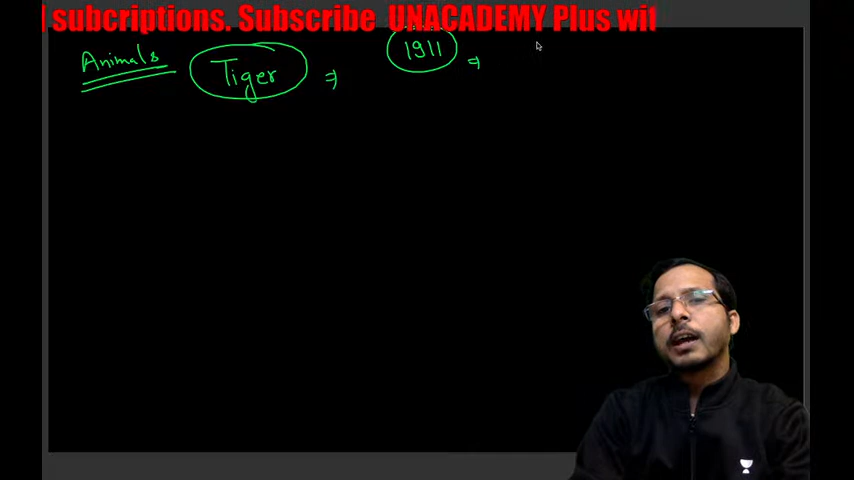 subcriptions. Subscribe UNACADEMY Plus wit
Animals Tiger ⇒ 1911 ⇒